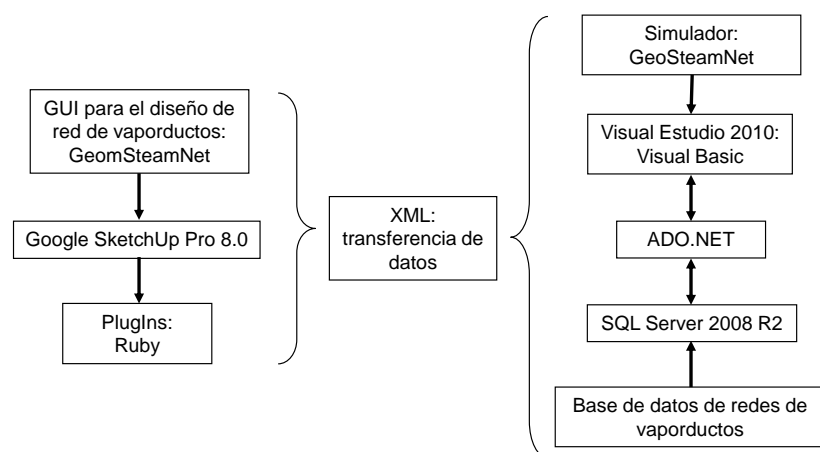 GUI para el diseño de
red de vaporductos:
GeomSteamNet
Google SketchUp Pro 8.0
PlugIns:
Ruby
XML:
transferencia de
datos
Simulador:
GeoSteamNet
Visual Estudio 2010:
Visual Basic
ADO.NET
SQL Server 2008 R2
Base de datos de redes de
vaporductos